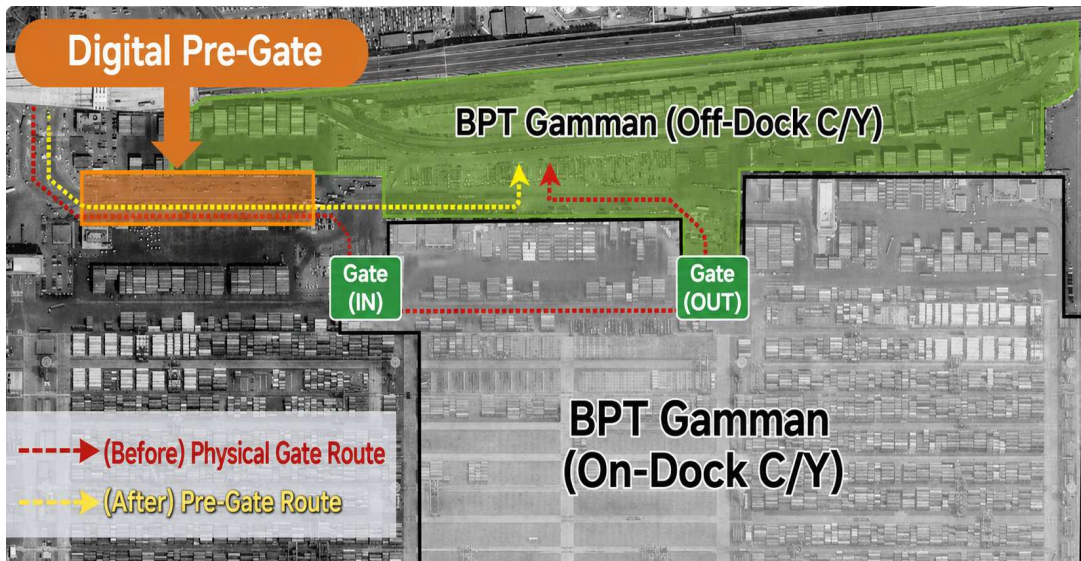 Digital Pre-Gate
BPT Gamman (Off-Dock C/Y)
Gate
(IN)
Gate
(OUT)
BPT Gamman
(On-Dock C/Y)
(Before) Physical Gate Route
(After) Pre-Gate Route